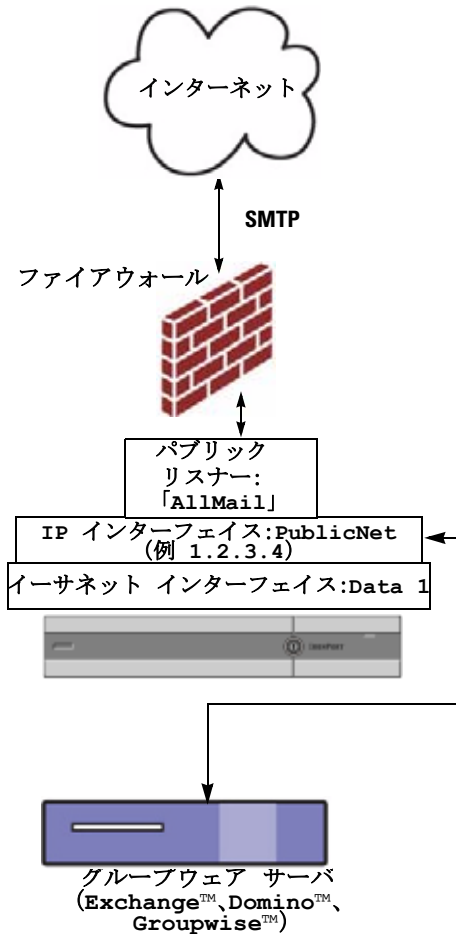 インターネット
SMTP
ファイアウォール
パブリック
リスナー:
「AllMail」
IP インターフェイス:PublicNet
(例 1.2.3.4)
イーサネット インターフェイス:Data 1
グループウェア サーバ
(Exchange™、Domino™、
Groupwise™)